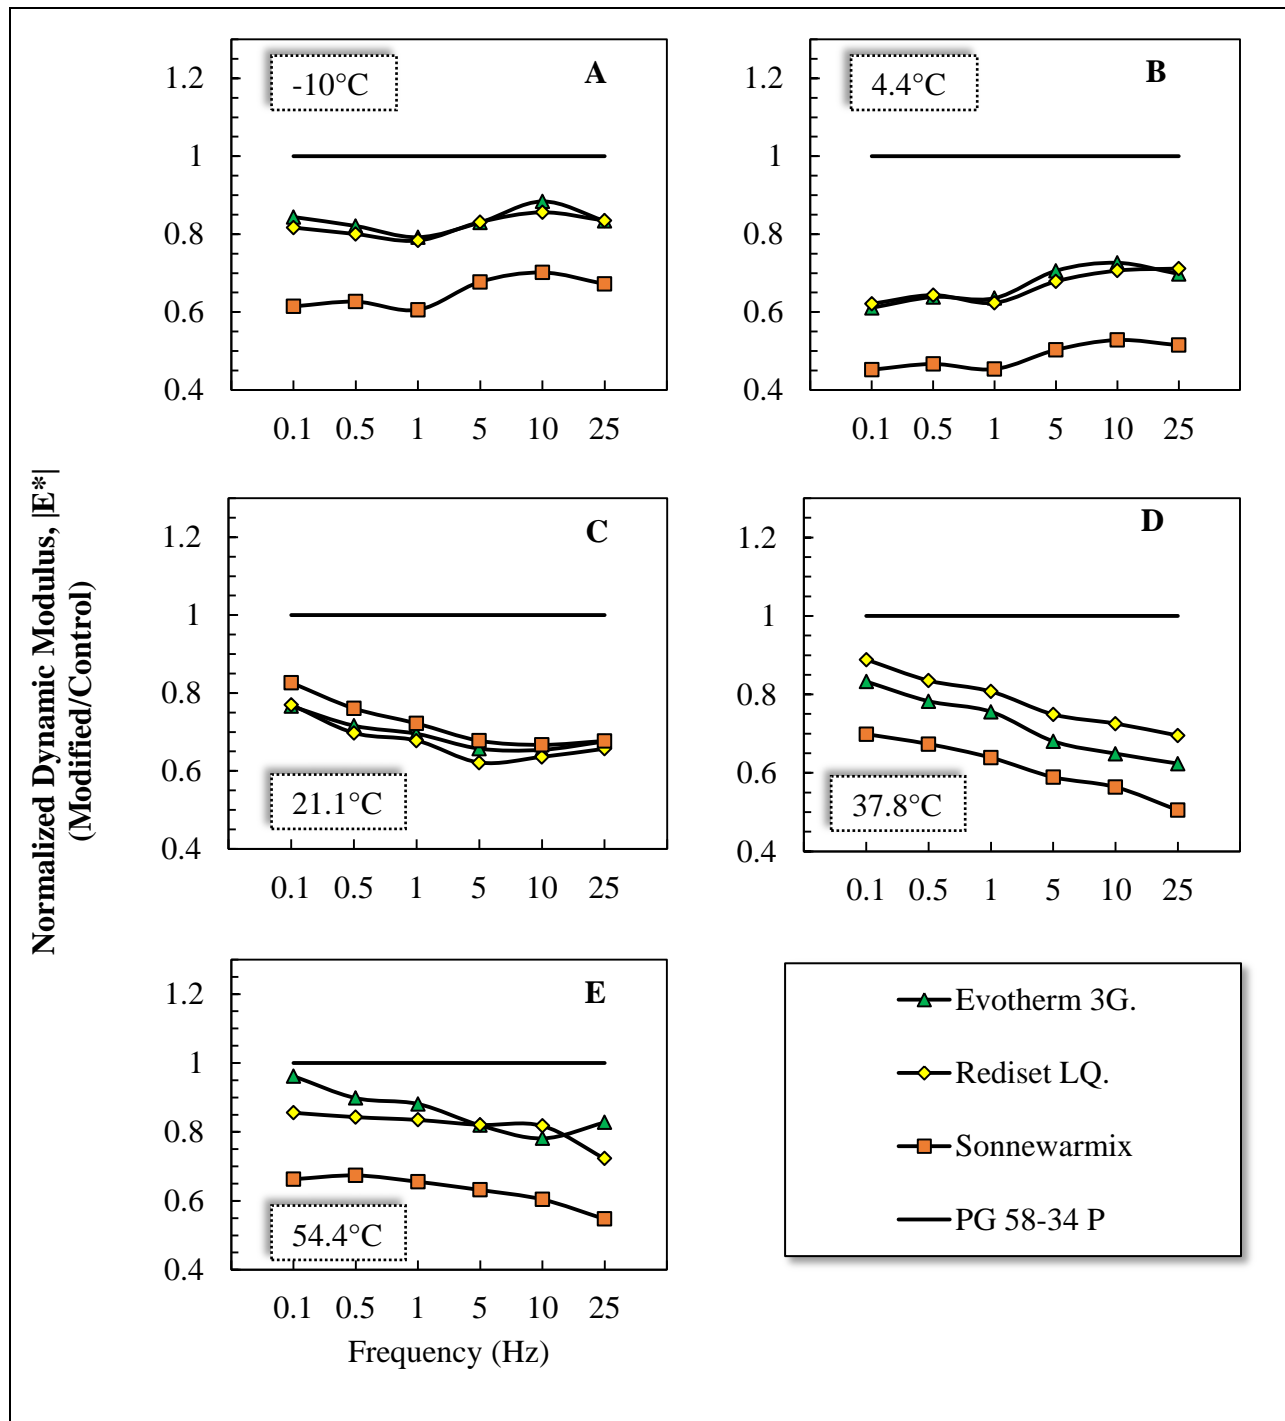 A
-10°C
1.2
1
0.8
0.6
0.4
0.1 0.5 1 5 10 25
B
4.4°C
1.2
1
0.8
0.6
0.4
0.1 0.5 1 5 10 25
Normalized Dynamic Modulus, |E*|
(Modified/Control)
C
1.2
1
0.8
0.6
0.4
21.1°C
0.1 0.5 1 5 10 25
D
1.2
1
0.8
0.6
0.4
37.8°C
0.1 0.5 1 5 10 25
E
1.2
1
0.8
0.6
0.4
54.4°C
0.1 0.5 1 5 10 25
Frequency (Hz)
Evotherm 3G.
Rediset LQ.
Sonnewarmix
PG 58-34 P